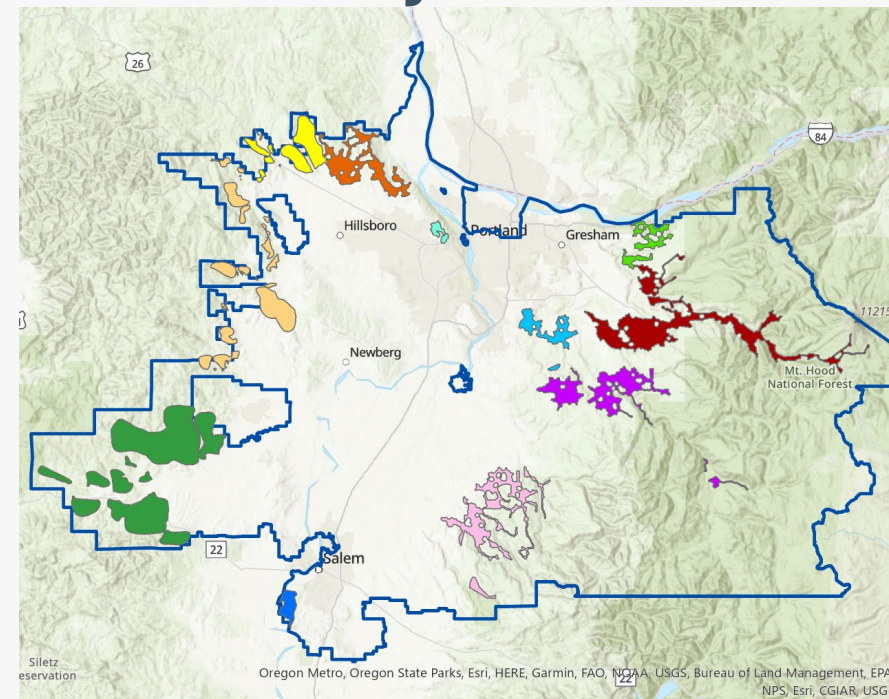 26
84
Hillsboro
Portland
Gresham
11215
Newberg
Mt. Hood
National Forest
22
Salem
Siletz
eservation
Oregon Metro, Oregon State Parks, Esri, HERE, Garmin, FAO, NOAA, USGS, Bureau of Land Management, EPA
22
NPS, Esri, CGIAR, USG